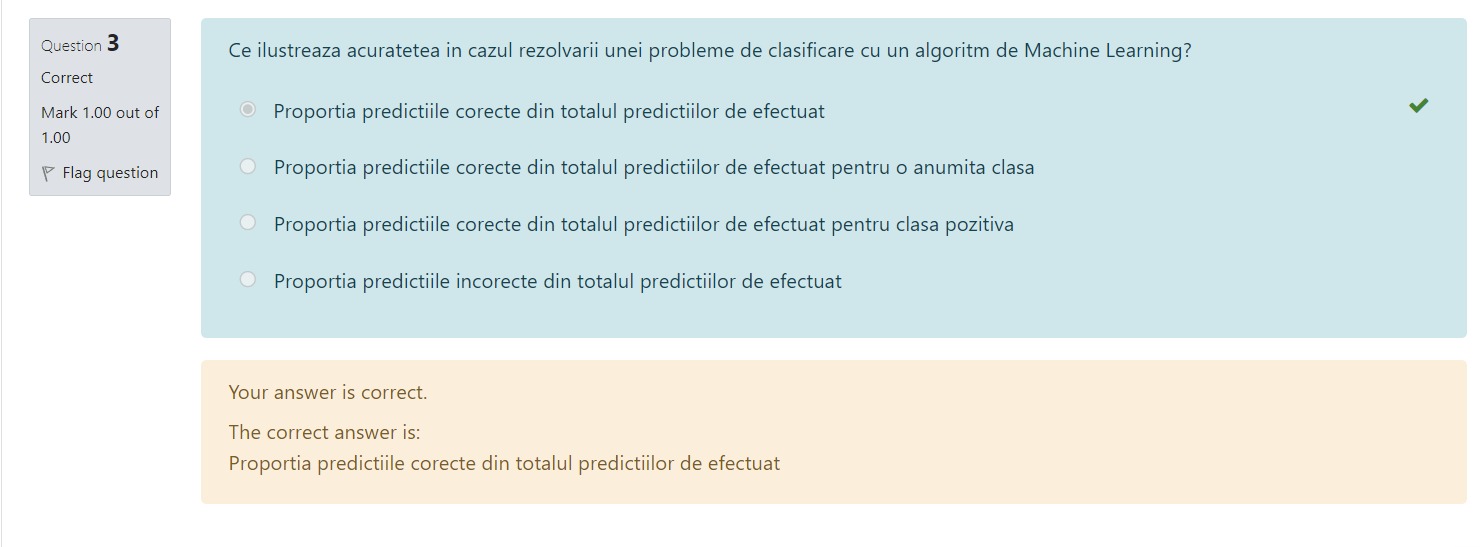 Question 3
Correct
Mark 1.00 out of
1.00
Flag question
Ce ilustreaza acuratetea in cazul rezolvarii unei probleme de clasificare cu un algoritm de Machine Learning?
Proportia predictiile corecte din totalul predictiilor de efectuat
Proportia predictiile corecte din totalul predictiilor de efectuat pentru o anumita clasa
Proportia predictiile corecte din totalul predictiilor de efectuat pentru clasa pozitiva
Proportia predictiile incorecte din totalul predictiilor de efectuat
Your answer is correct.
The correct answer is:
Proportia predictiile corecte din totalul predictiilor de efectuat